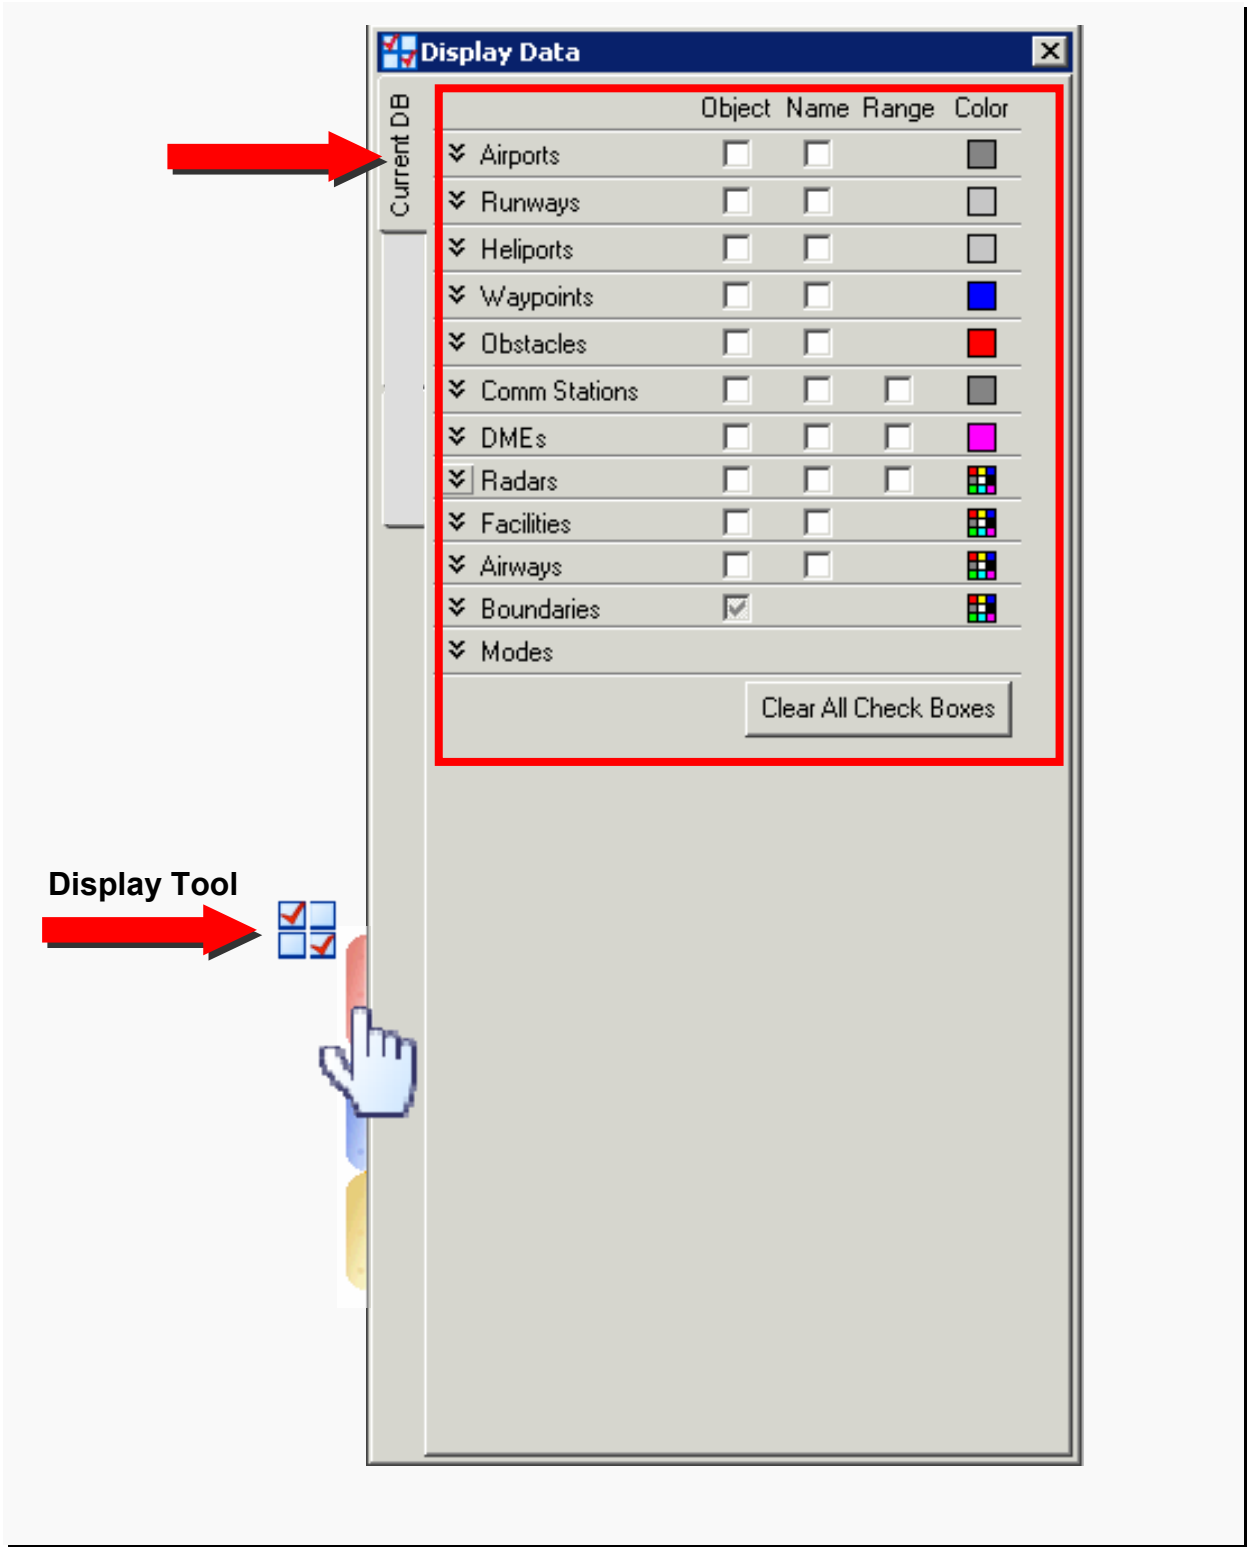 Display Data
Current DB
Object Name Range Color
Airports
Runways
Heliports
Waypoints
Obstacles
Comm Stations
DMEs
Radars
Facilities
Airways
Boundaries
Modes
Clear All Check Boxes
Display Tool